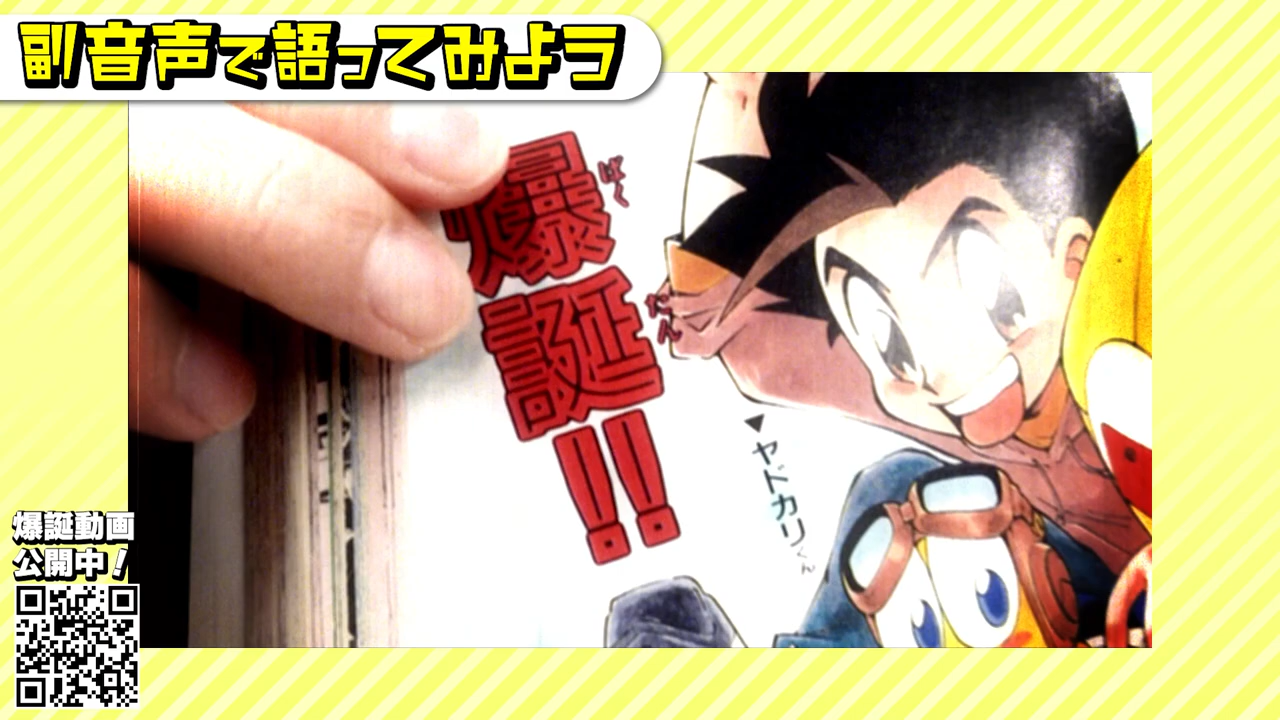 副音声で語ってみよう
爆誕!!
ばくたん
▼ヤドカリくん
爆誕動画
公開中！